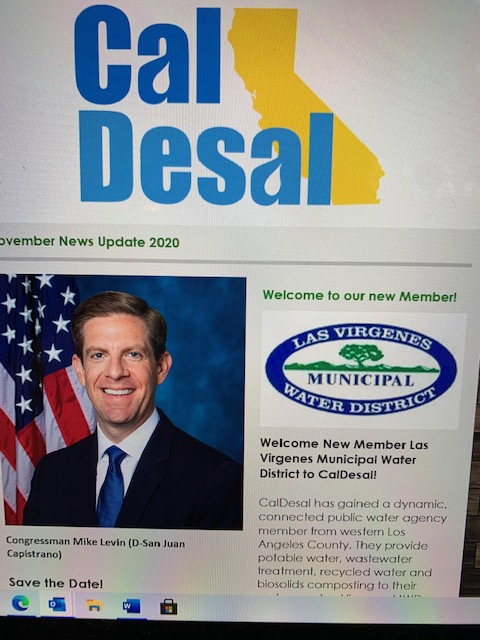 Cal
Desal
ovember News Update 2020
Welcome to our new Member!
LAS VIRGENES
MUNICIPAL
WATER DISTRICT
Welcome New Member Las
Virgenes Municipal Water
District to CalDesal!
CalDesal has gained a dynamic,
connected public water agency
member from western Los
Angeles County. They provide
potable water, wastewater
treatment, recycled water and
biosolids composting to their
Congressman Mike Levin (D-San Juan
Capistrano)
Save the Date!